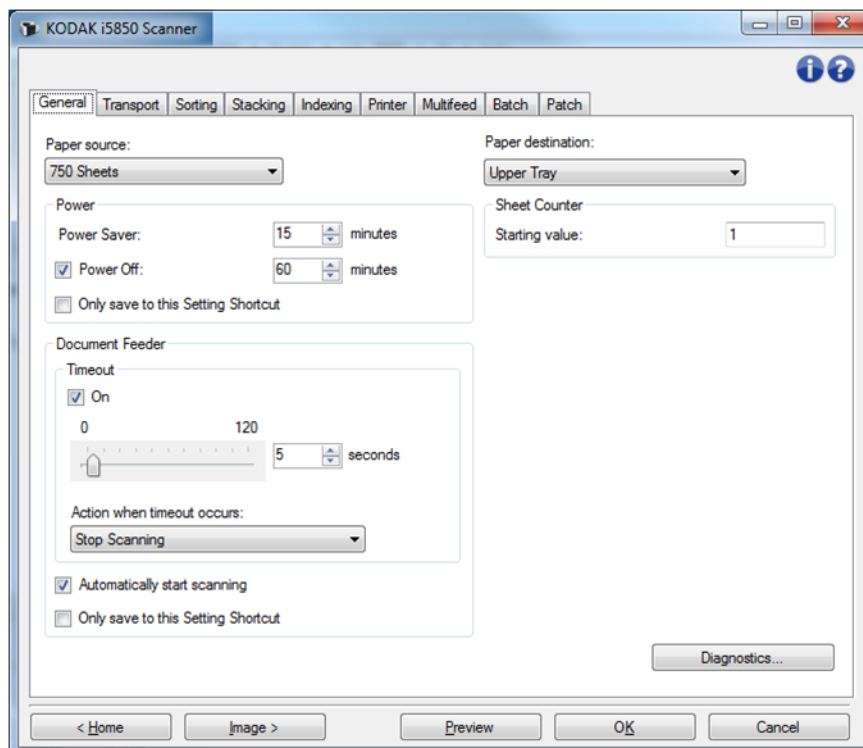 KODAK i5850 Scanner
General Transport Sorting Stacking Indexing Printer Multifeed Batch Patch
Paper source:
750 Sheets
Paper destination:
Upper Tray
Power
Power Saver: 15 minutes
Power Off: 60 minutes
Only save to this Setting Shortcut
Sheet Counter
Starting value: 1
Document Feeder
Timeout
On
0 120
5 seconds
Action when timeout occurs:
Stop Scanning
Automatically start scanning
Only save to this Setting Shortcut
Diagnostics...
< Home Image > Preview OK Cancel